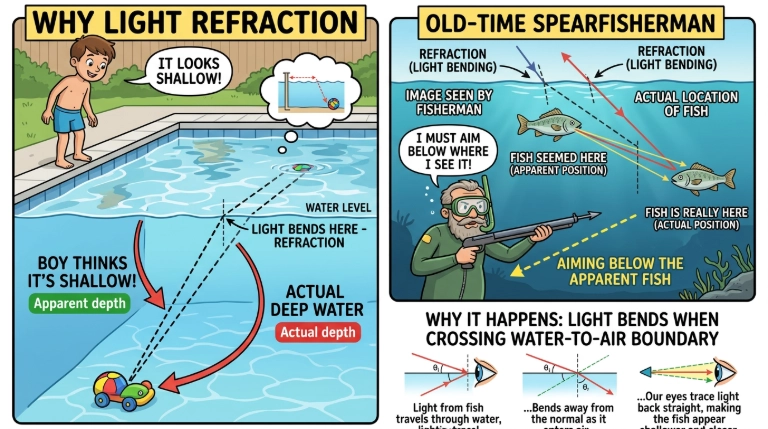 WHY LIGHT REFRACTION
IT LOOKS
SHALLOW!
WATER LEVEL
LIGHT BENDS HERE -
REFRACTION
BOY THINKS
IT'S SHALLOW!
Apparent depth
ACTUAL
DEEP WATER
Actual depth
OLD-TIME SPEARFISHERMAN
REFRACTION
(LIGHT BENDING)
REFRACTION
(LIGHT BENDING)
IMAGE SEEN BY
FISHERMAN
ACTUAL LOCATION
OF FISH
I MUST AIM
BELOW WHERE
I SEE IT!
FISH SEEMED HERE
(APPARENT POSITION)
FISH IS REALLY HERE
(ACTUAL POSITION)
AIMING BELOW THE
APPARENT FISH
WHY IT HAPPENS: LIGHT BENDS WHEN
CROSSING WATER-TO-AIR BOUNDARY
Light from fish
travels through water,
...Bends away from
the normal as it
enters air
...Our eyes trace light
back straight, making
the fish appear
shallower and closer